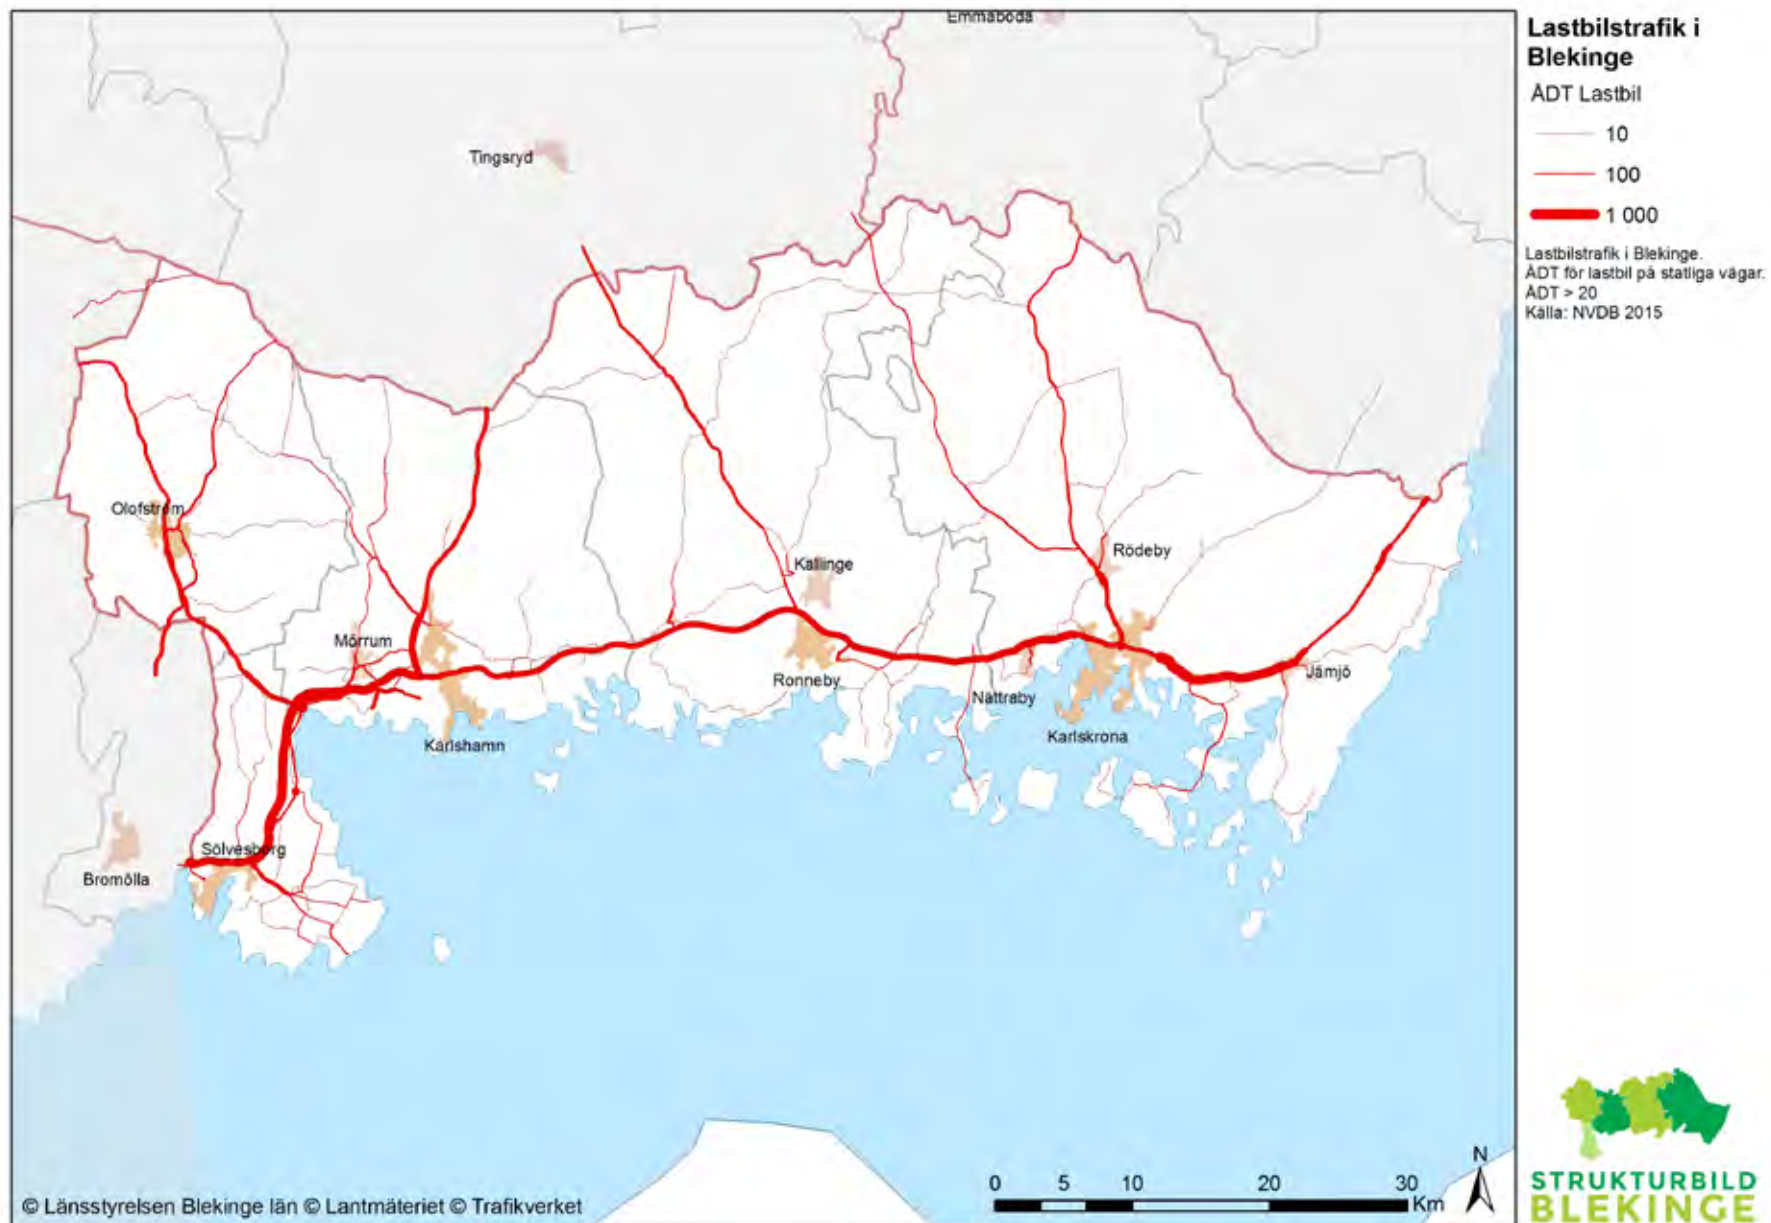 Lastbilstrafik i
Blekinge
ÅDT Lastbil
10
100
1 000
Lastbilstrafik i Blekinge.
ÅDT för lastbil på statliga vägar.
ÅDT > 20
Källa: NVDB 2015
Emmaboda
Tingsryd
Olofström
Kallinge
Rödeby
Mörrum
Ronneby
Nättraby
Jämjö
Karlshamn
Karlskrona
Sölvesborg
Bromölla
0 5 10 20 30
Km
N
© Länsstyrelsen Blekinge län © Lantmäteriet © Trafikverket
STRUKTURBILD
BLEKINGE